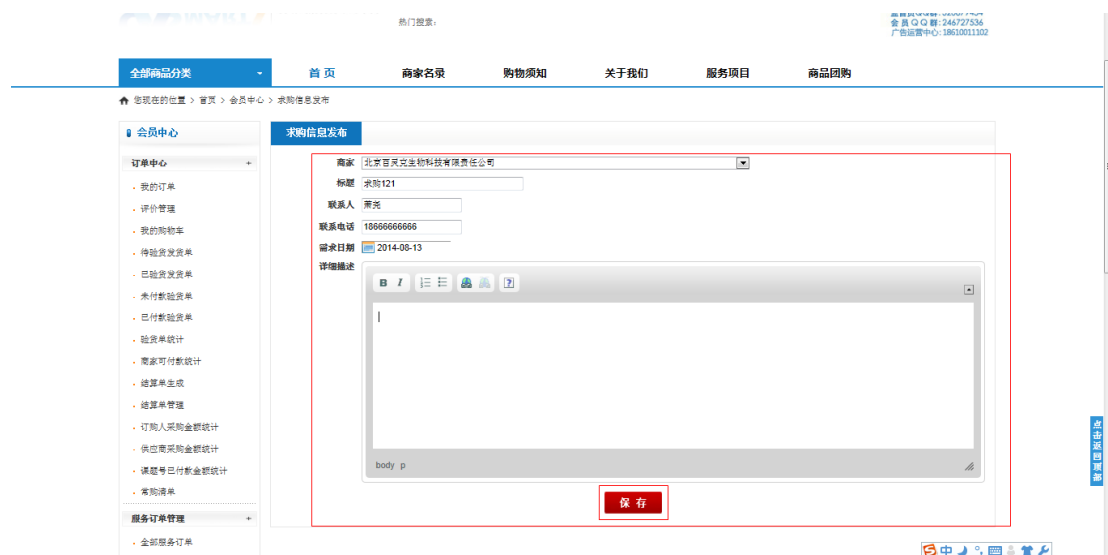 热门搜索:
会 员 Q Q 群: 246727536
广告运营中心: 18610011102
全部商品分类
首 页
商家名录
购物须知
关于我们
服务项目
商品团购
您现在的位置 > 首页 > 会员中心 > 求购信息发布
会员中心
求购信息发布
订单中心 +
· 我的订单
· 评价管理
· 我的购物车
· 待验货发货单
· 已验货发货单
· 未付款验货单
· 已付款验货单
· 验货单统计
· 商家可付款统计
· 结算单生成
· 结算单管理
· 订购人采购金额统计
· 供应商采购金额统计
· 课题号已付款金额统计
· 常购清单
服务订单管理 +
· 全部服务订单
商家 北京百灵克生物科技有限责任公司
标题 求购121
联系人 萧尧
联系电话 18666666666
需求日期 2014-08-13
详细描述
B I ?
body p
保 存
点击返回顶部
中